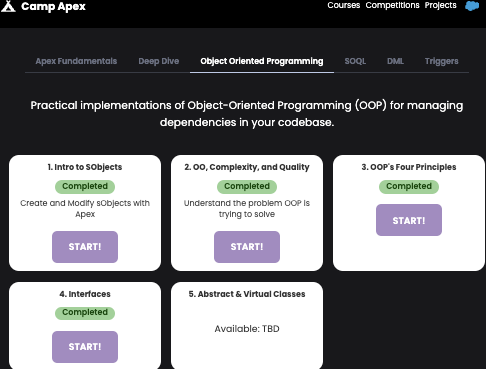 Camp Apex
Courses Competitions Projects
Apex Fundamentals Deep Dive Object Oriented Programming SOQL DML Triggers
Practical implementations of Object-Oriented Programming (OOP) for managing
dependencies in your codebase.
1. Intro to SObjects
Completed
Create and Modify sObjects with
Apex
START!
2. OO, Complexity, and Quality
Completed
Understand the problem OOP is
trying to solve
START!
3. OOP's Four Principles
Completed
START!
4. Interfaces
Completed
START!
5. Abstract & Virtual Classes
Available: TBD